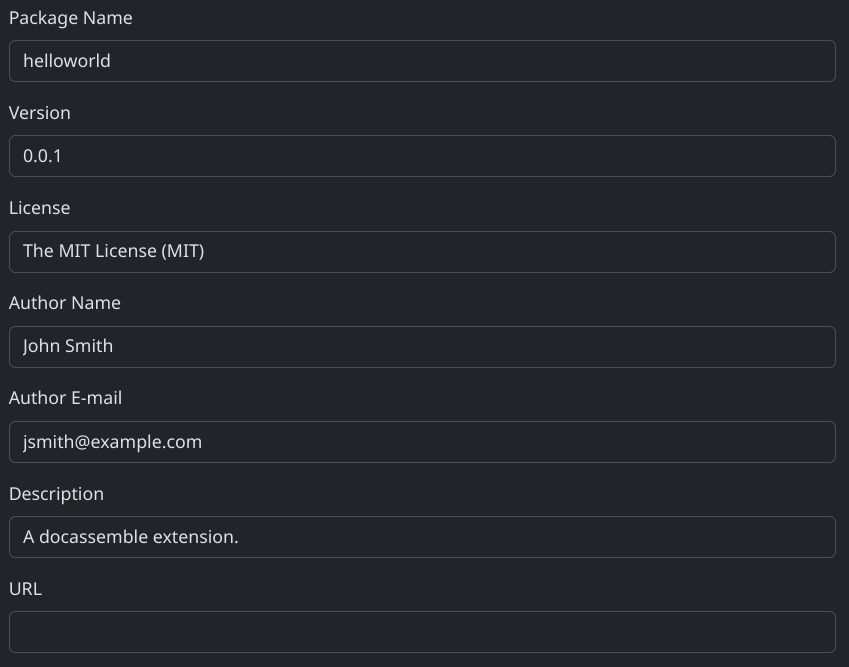 Package Name
helloworld
Version
0.0.1
License
The MIT License (MIT)
Author Name
John Smith
Author E-mail
jsmith@example.com
Description
A docassemble extension.
URL